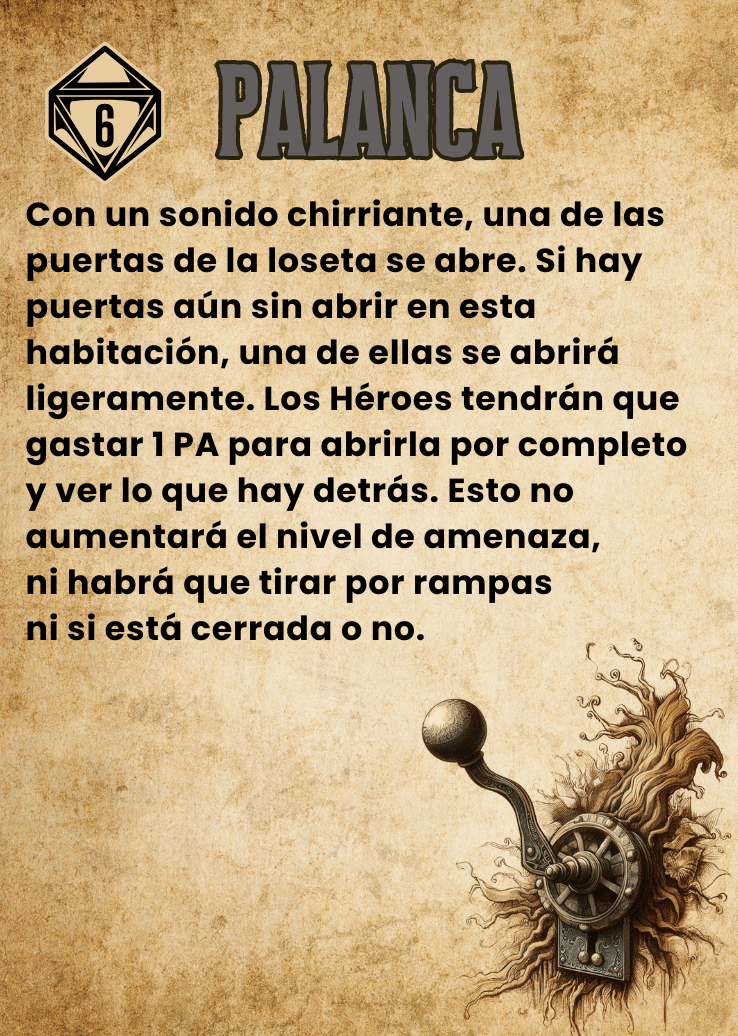 6
PALANCA
Con un sonido chirriante, una de las
puertas de la loseta se abre. Si hay
puertas aún sin abrir en esta
habitación, una de ellas se abrirá
ligeramente. Los Héroes tendrán que
gastar 1 PA para abrirla por completo
y ver lo que hay detrás. Esto no
aumentará el nivel de amenaza,
ni habrá que tirar por rampas
ni si está cerrada o no.